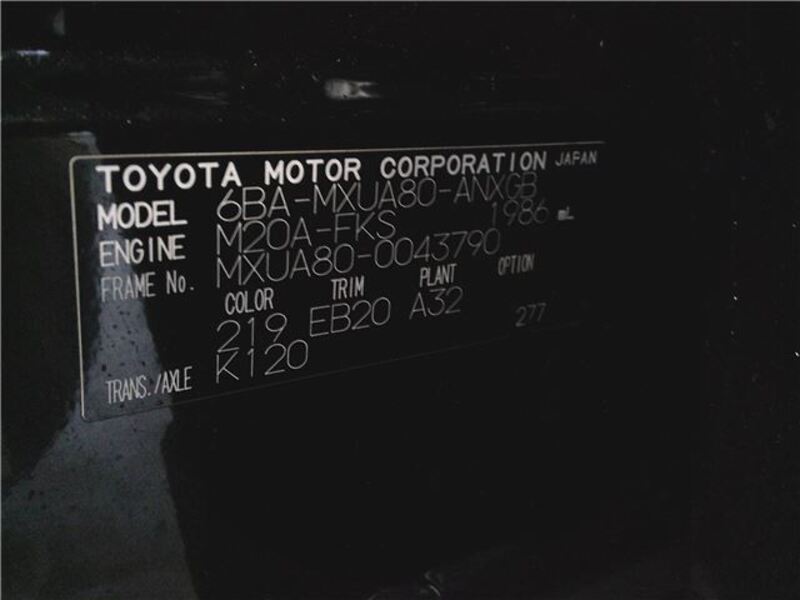 TOYOTA MOTOR CORPORATION JAPAN
MODEL 6BA-MXUA80-ANXGB
ENGINE M20A-FKS 1986 mL
FRAME No. MXUA80-0043790
COLOR TRIM PLANT OPTION
219 EB20 A32 277
TRANS./AXLE K120